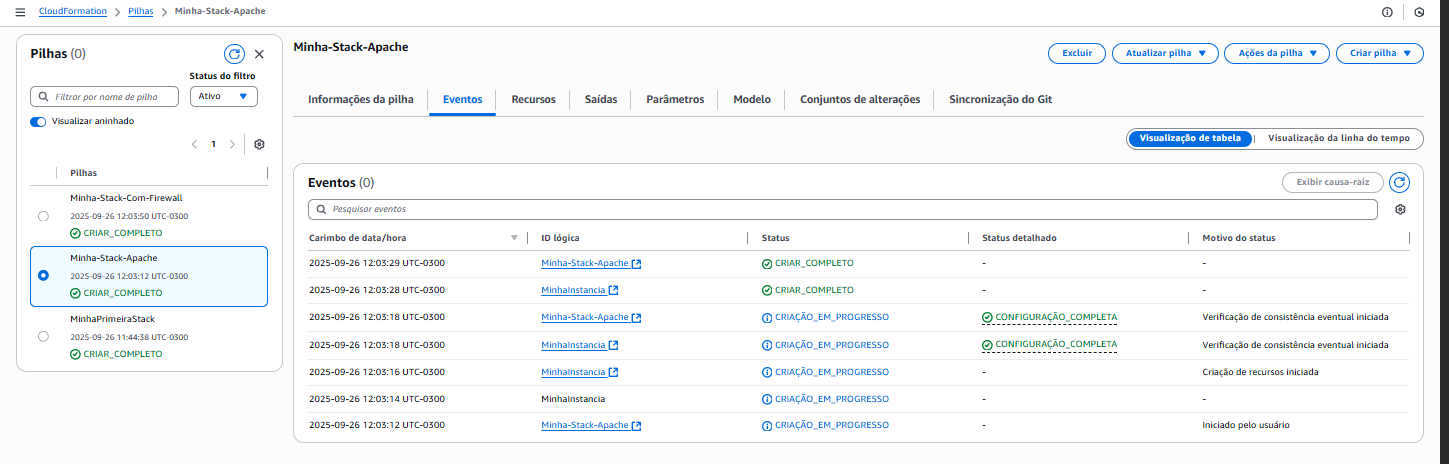 CloudFormation > Pilhas > Minha-Stack-Apache
Pilhas (0)
Status do filtro
Filtrar por nome de pilha
Ativo
Visualizar aninhado
1
Pilhas
Minha-Stack-Com-Firewall
2025-09-26 12:03:50 UTC-0300
CRIAR_COMPLETO
Minha-Stack-Apache
2025-09-26 12:03:12 UTC-0300
CRIAR_COMPLETO
MinhaPrimeiraStack
2025-09-26 11:44:38 UTC-0300
CRIAR_COMPLETO
Minha-Stack-Apache
Excluir Atualizar pilha Ações da pilha Criar pilha
Informações da pilha Eventos Recursos Saídas Parâmetros Modelo Conjuntos de alterações Sincronização do Git
Visualização de tabela Visualização da linha do tempo
Eventos (0) Exibir causa-raiz
Pesquisar eventos
Carimbo de data/hora ID lógica Status Status detalhado Motivo do status
2025-09-26 12:03:29 UTC-0300 Minha-Stack-Apache CRIAR_COMPLETO - -
2025-09-26 12:03:28 UTC-0300 MinhaInstancia CRIAR_COMPLETO - -
2025-09-26 12:03:18 UTC-0300 Minha-Stack-Apache CRIAÇÃO_EM_PROGRESSO CONFIGURAÇÃO_COMPLETA Verificação de consistência eventual iniciada
2025-09-26 12:03:18 UTC-0300 MinhaInstancia CRIAÇÃO_EM_PROGRESSO CONFIGURAÇÃO_COMPLETA Verificação de consistência eventual iniciada
2025-09-26 12:03:16 UTC-0300 MinhaInstancia CRIAÇÃO_EM_PROGRESSO - Criação de recursos iniciada
2025-09-26 12:03:14 UTC-0300 MinhaInstancia CRIAÇÃO_EM_PROGRESSO - -
2025-09-26 12:03:12 UTC-0300 Minha-Stack-Apache CRIAÇÃO_EM_PROGRESSO - Iniciado pelo usuário